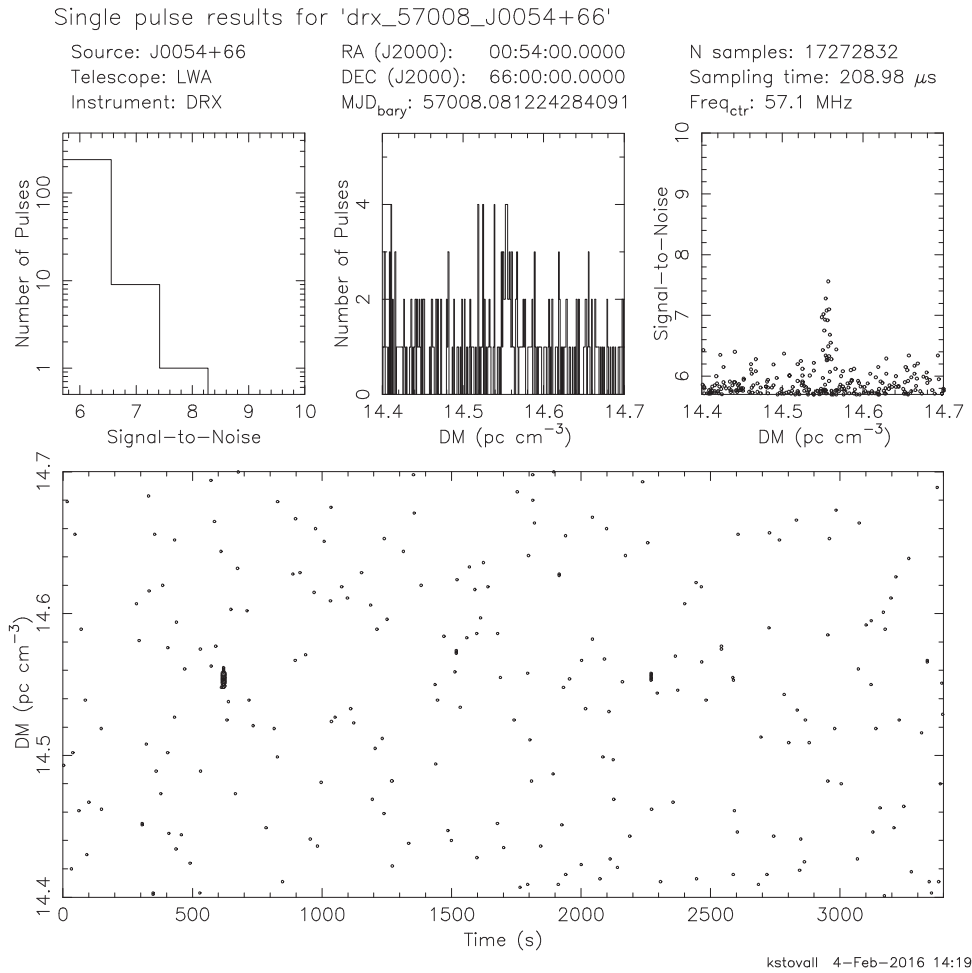 Single pulse results for 'drx_57008_J0054+66'
Source: J0054+66 RA (J2000): 00:54:00.0000 N samples: 17272832
Telescope: LWA DEC (J2000): 66:00:00.0000 Sampling time: 208.98 μs
Instrument: DRX MJD_bary: 57008.081224284091 Freq_ctr: 57.1 MHz
Number of Pulses
1 10 100
6 7 8 9 10
Signal-to-Noise
Number of Pulses
0 2 4
14.4 14.5 14.6 14.7
DM (pc cm⁻³)
Signal-to-Noise
6 7 8 9 10
14.4 14.5 14.6 14.7
DM (pc cm⁻³)
DM (pc cm⁻³)
14.4 14.5 14.6 14.7
0 500 1000 1500 2000 2500 3000
Time (s)
kstovall 4-Feb-2016 14:19